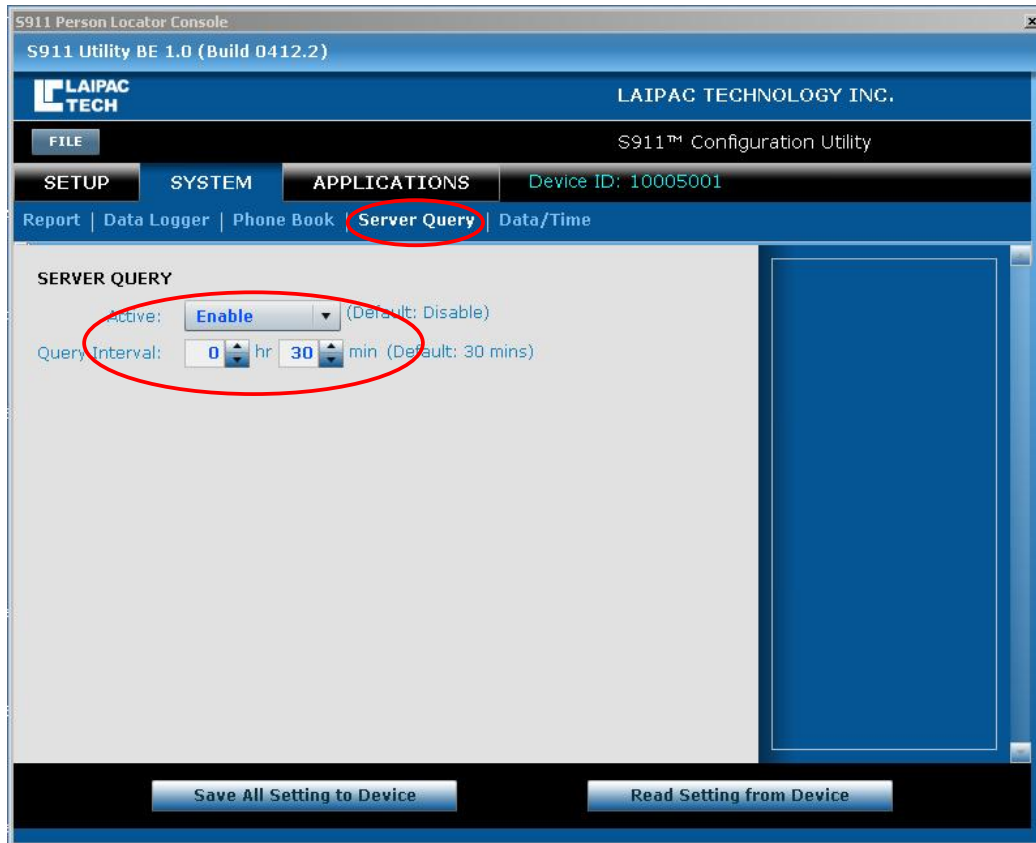 S911 Person Locator Console
S911 Utility BE 1.0 (Build 0412.2)
LAIPAC TECH
LAIPAC TECHNOLOGY INC.
FILE
S911™ Configuration Utility
SETUP SYSTEM APPLICATIONS Device ID: 10005001
Report | Data Logger | Phone Book | Server Query | Data/Time
SERVER QUERY
Active: Enable (Default: Disable)
Query Interval: 0 hr 30 min (Default: 30 mins)
Save All Setting to Device Read Setting from Device